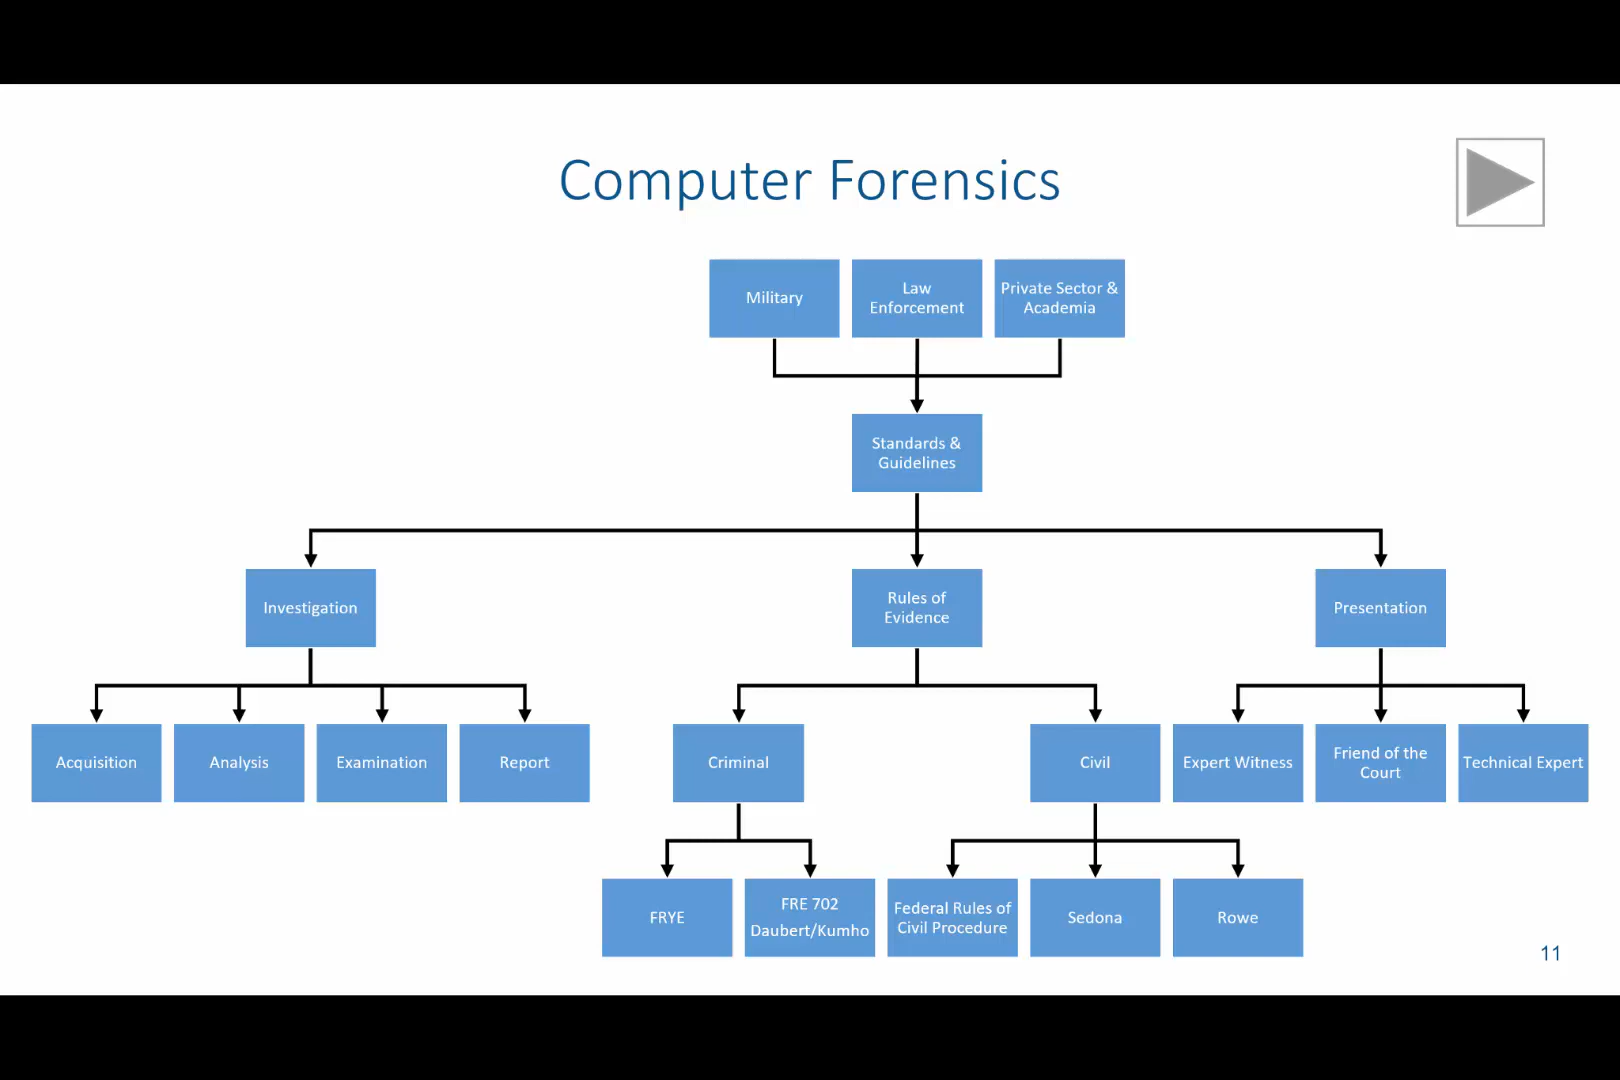 Computer Forensics
Military
Law
Enforcement
Private Sector &
Academia
Standards &
Guidelines
Investigation
Rules of
Evidence
Presentation
Acquisition
Analysis
Examination
Report
Criminal
Civil
Expert Witness
Friend of the
Court
Technical Expert
FRYE
FRE 702
Daubert/Kumho
Federal Rules of
Civil Procedure
Sedona
Rowe
11